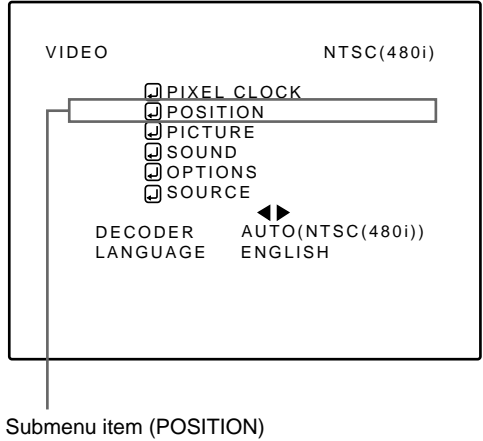 VIDEO NTSC(480i)
PIXEL CLOCK
POSITION
PICTURE
SOUND
OPTIONS
SOURCE
DECODER AUTO(NTSC(480i))
LANGUAGE ENGLISH
Submenu item (POSITION)